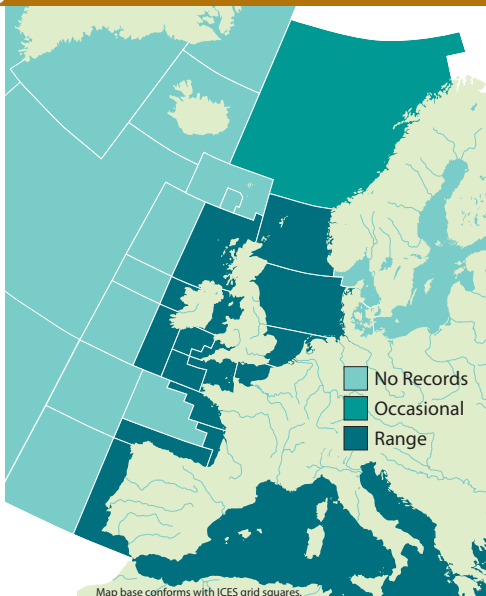 No Records
Occasional
Range
Map base conforms with ICES grid squares.